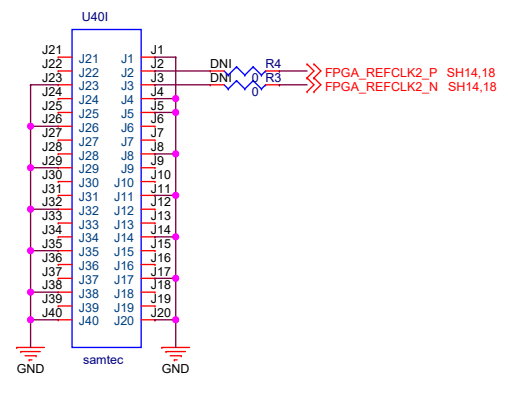 U40I
J21 J21 J1 J1
J22 J22 J2 J2 DNI R4 FPGA_REFCLK2_P SH14,18
J23 J23 J3 J3 DNI 0 R3 FPGA_REFCLK2_N SH14,18
J24 J24 J4 J4 0
J25 J25 J5 J5
J26 J26 J6 J6
J27 J27 J7 J7
J28 J28 J8 J8
J29 J29 J9 J9
J30 J30 J10 J10
J31 J31 J11 J11
J32 J32 J12 J12
J33 J33 J13 J13
J34 J34 J14 J14
J35 J35 J15 J15
J36 J36 J16 J16
J37 J37 J17 J17
J38 J38 J18 J18
J39 J39 J19 J19
J40 J40 J20 J20
samtec
GND GND